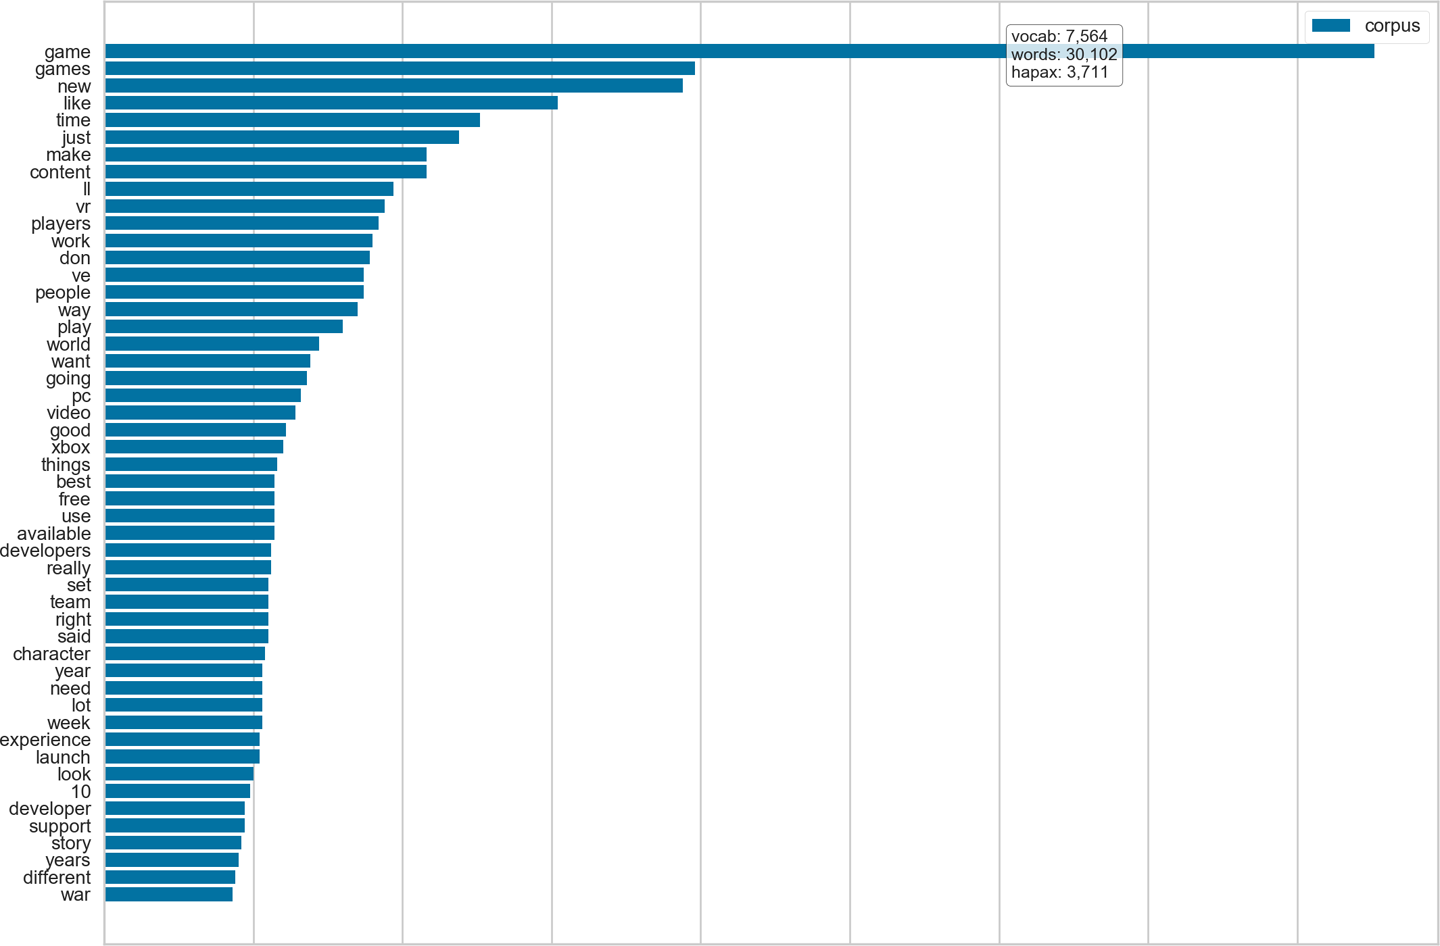 corpus
vocab: 7,564
words: 30,102
hapax: 3,711
game
games
new
like
time
just
make
content
ll
vr
players
work
don
ve
people
way
play
world
want
going
pc
video
good
xbox
things
best
free
use
available
developers
really
set
team
right
said
character
year
need
lot
week
experience
launch
look
10
developer
support
story
years
different
war